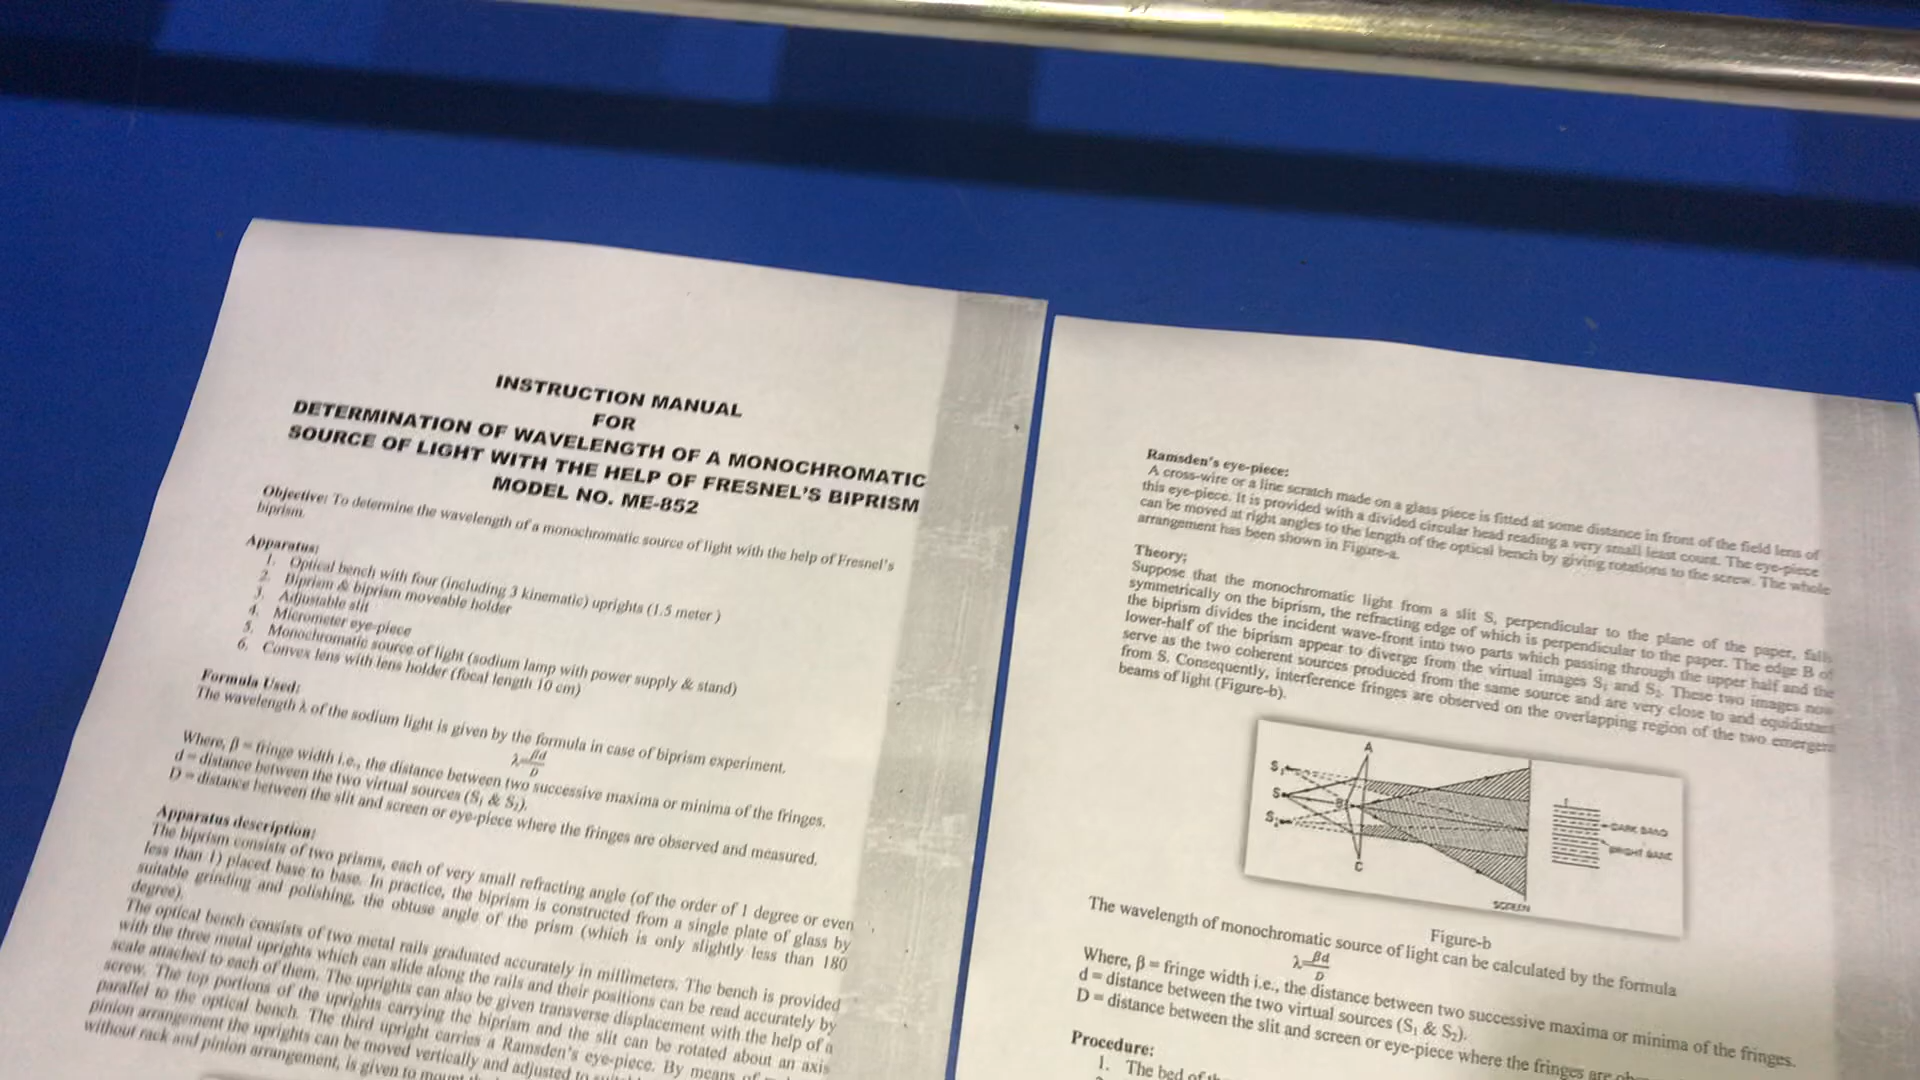 INSTRUCTION MANUAL
FOR
DETERMINATION OF WAVELENGTH OF A MONOCHROMATIC
SOURCE OF LIGHT WITH THE HELP OF FRESNEL'S BIPRISM
MODEL NO. ME-852
Objective: To determine the wavelength of a monochromatic source of light with the help of Fresnel's
biprism.
Apparatus:
1. Optical bench with four (including 3 kinematic) uprights (1.5 meter )
2. Biprism & biprism moveable holder
3. Adjustable slit
4. Micrometer eye-piece
5. Monochromatic source of light (sodium lamp with power supply & stand)
6. Convex lens with lens holder (focal length 10 cm)
Formula Used:
The wavelength λ of the sodium light is given by the formula in case of biprism experiment.
λ=βd/D
Where, β = fringe width i.e., the distance between two successive maxima or minima of the fringes.
d = distance between the two virtual sources (S₁ & S₂).
D = distance between the slit and screen or eye-piece where the fringes are observed and measured.
Apparatus description:
The biprism consists of two prisms, each of very small refracting angle (of the order of 1 degree or even
less than 1) placed base to base. In practice, the biprism is constructed from a single plate of glass by
suitable grinding and polishing, the obtuse angle of the prism (which is only slightly less than 180
degree).
The optical bench consists of two metal rails graduated accurately in millimeters. The bench is provided
with the three metal uprights which can slide along the rails and their positions can be read accurately by
scale attached to each of them. The uprights can also be given transverse displacement with the help of a
screw. The top portions of the uprights carrying the biprism and the slit can be rotated about an axis
parallel to the optical bench. The third upright carries a Ramsden's eye-piece. By means of
pinion arrangement the uprights can be moved vertically and adjusted to
without rack and pinion arrangement, is given to mount
Ramsden's eye-piece:
A cross-wire or a line scratch made on a glass piece is fitted at some distance in front of the field lens of
this eye-piece. It is provided with a divided circular head reading a very small least count. The eye-piece
can be moved at right angles to the length of the optical bench by giving rotations to the screw. The whole
arrangement has been shown in Figure-a.
Theory:
Suppose that the monochromatic light from a slit S, perpendicular to the plane of the paper, falls
symmetrically on the biprism, the refracting edge of which is perpendicular to the paper. The edge B of
the biprism divides the incident wave-front into two parts which passing through the upper half and the
lower-half of the biprism appear to diverge from the virtual images S₁ and S₂. These two images now
serve as the two coherent sources produced from the same source and are very close to and equidistant
from S. Consequently, interference fringes are observed on the overlapping region of the two emergent
beams of light (Figure-b).
A
S₁
S
B
S₂
C
SCREEN
DARK BAND
BRIGHT BAND
Figure-b
The wavelength of monochromatic source of light can be calculated by the formula
λ=βd/D
Where, β = fringe width i.e., the distance between two successive maxima or minima of the fringes.
d = distance between the two virtual sources (S₁ & S₂).
D = distance between the slit and screen or eye-piece where the fringes are
Procedure:
1. The bed of